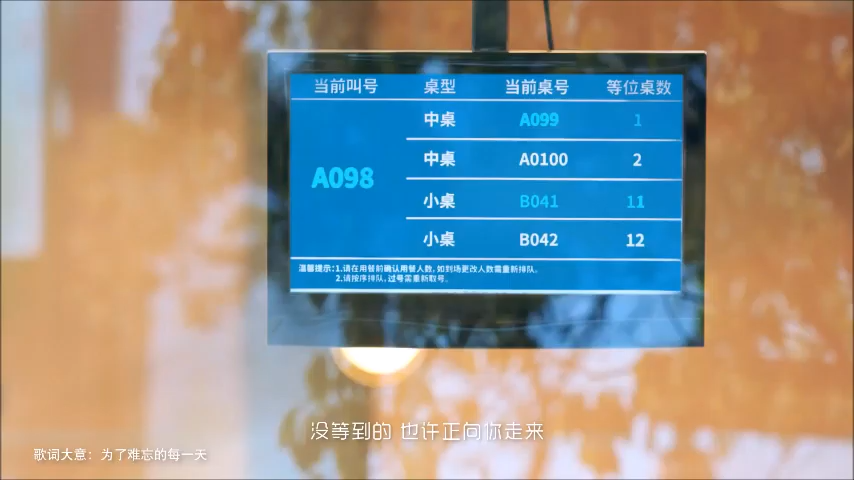 当前叫号 桌型 当前桌号 等位桌数
中桌 A099 1
中桌 A0100 2
A098
小桌 B041 11
小桌 B042 12
温馨提示:1.请在用餐前确认用餐人数,如到场更改人数需重新排队。
2.请按序排队,过号需重新取号。
没等到的 也许正向你走来
歌词大意：为了难忘的每一天